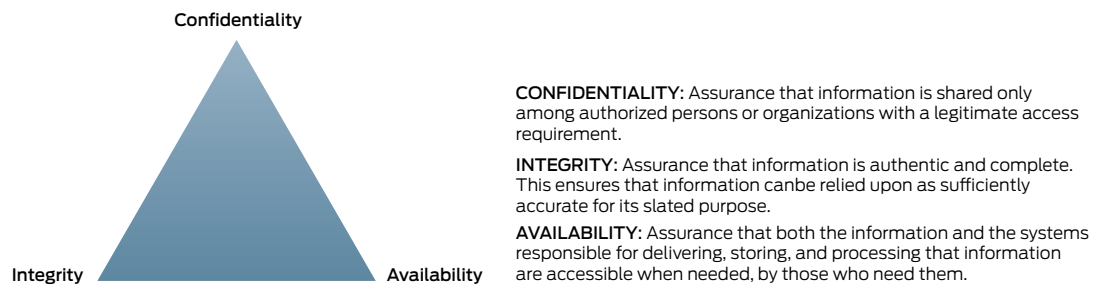 Confidentiality
Integrity
Availability
CONFIDENTIALITY: Assurance that information is shared only
among authorized persons or organizations with a legitimate access
requirement.
INTEGRITY: Assurance that information is authentic and complete.
This ensures that information canbe relied upon as sufficiently
accurate for its slated purpose.
AVAILABILITY: Assurance that both the information and the systems
responsible for delivering, storing, and processing that information
are accessible when needed, by those who need them.